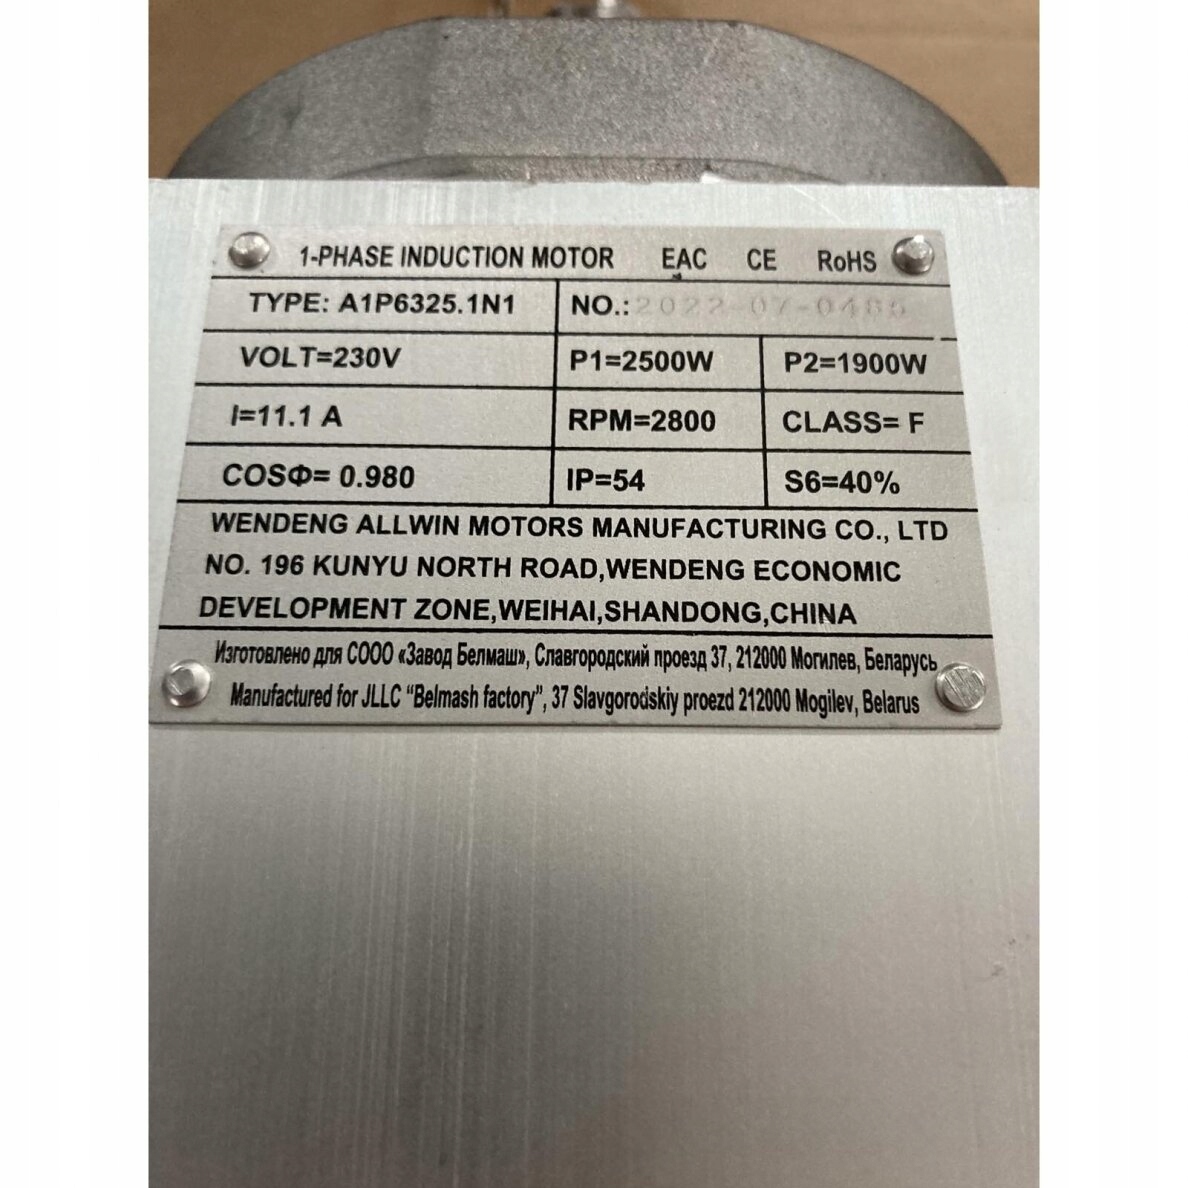 1-PHASE INDUCTION MOTOR EAC CE RoHS
TYPE: A1P6325.1N1 NO.: 2022-07-0485
VOLT=230V P1=2500W P2=1900W
I=11.1 A RPM=2800 CLASS= F
COSΦ= 0.980 IP=54 S6=40%
WENDENG ALLWIN MOTORS MANUFACTURING CO., LTD
NO. 196 KUNYU NORTH ROAD,WENDENG ECONOMIC
DEVELOPMENT ZONE,WEIHAI,SHANDONG,CHINA
Изготовлено для СООО «Завод Белмаш», Славгородский проезд 37, 212000 Могилев, Беларусь
Manufactured for JLLC "Belmash factory", 37 Slavgorodskiy proezd 212000 Mogilev, Belarus